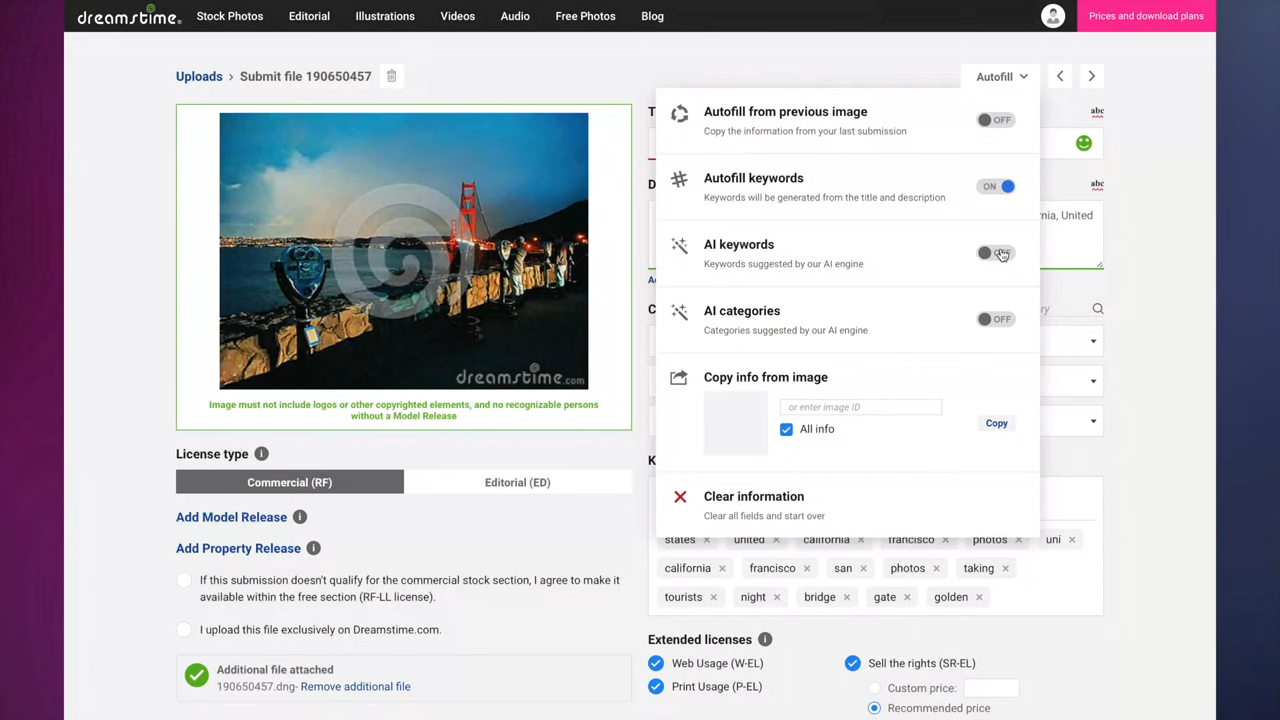 dreamstime.
Stock Photos
Editorial
Illustrations
Videos
Audio
Free Photos
Blog
Prices and download plans
Uploads > Submit file 190650457
Autofill
Autofill from previous image
Copy the information from your last submission
OFF
Autofill keywords
Keywords will be generated from the title and description
ON
AI keywords
Keywords suggested by our AI engine
AI categories
Categories suggested by our AI engine
OFF
Copy info from image
or enter image ID
All info
Copy
Clear information
Clear all fields and start over
abc
abc
nia, United
dreamstime.com
Image must not include logos or other copyrighted elements, and no recognizable persons
without a Model Release
License type
Commercial (RF)
Editorial (ED)
Add Model Release
Add Property Release
If this submission doesn't qualify for the commercial stock section, I agree to make it
available within the free section (RF-LL license).
I upload this file exclusively on Dreamstime.com.
Additional file attached
190650457.dng- Remove additional file
states × united × california × francisco × photos × uni ×
california × francisco × san × photos × taking ×
tourists × night × bridge × gate × golden ×
Extended licenses
Web Usage (W-EL)
Print Usage (P-EL)
Sell the rights (SR-EL)
Custom price:
Recommended price